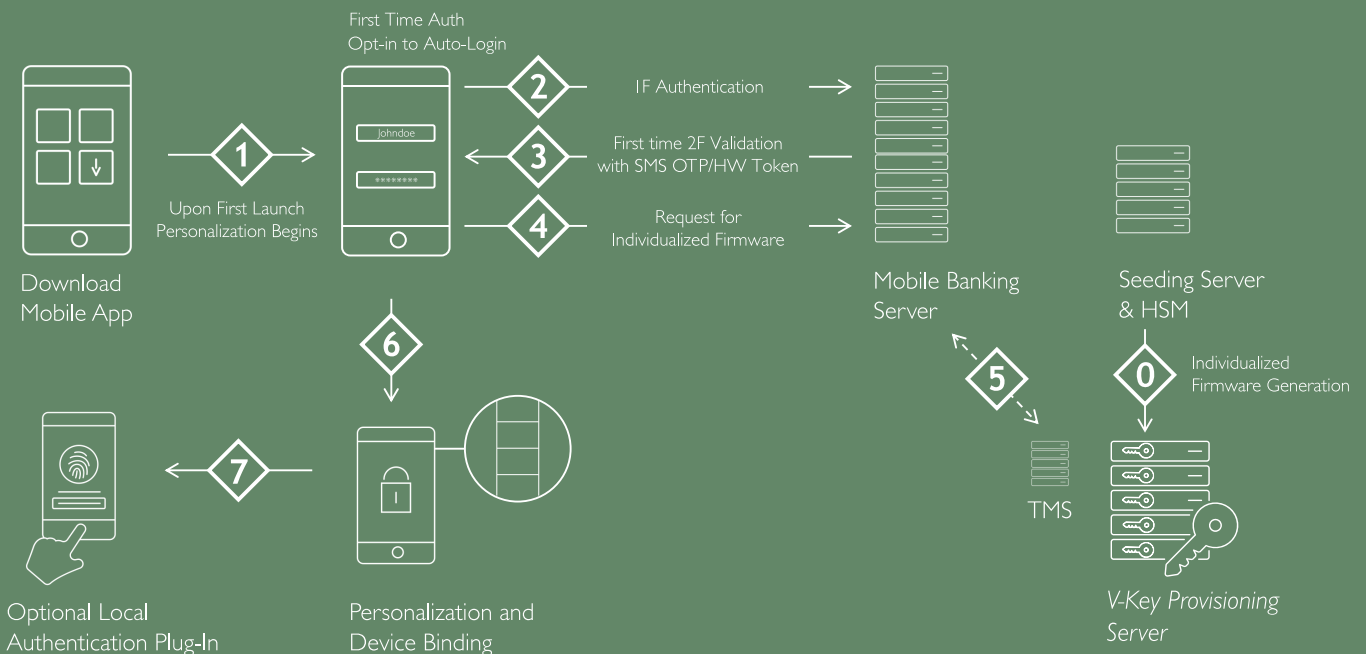 First Time Auth
Opt-in to Auto-Login
Johndoe
********
1
Upon First Launch
Personalization Begins
2
1F Authentication
3
First time 2F Validation
with SMS OTP/HW Token
4
Request for
Individualized Firmware
Download
Mobile App
Mobile Banking
Server
Seeding Server
& HSM
6
5
0
Individualized
Firmware Generation
7
TMS
Optional Local
Authentication Plug-In
Personalization and
Device Binding
V-Key Provisioning
Server